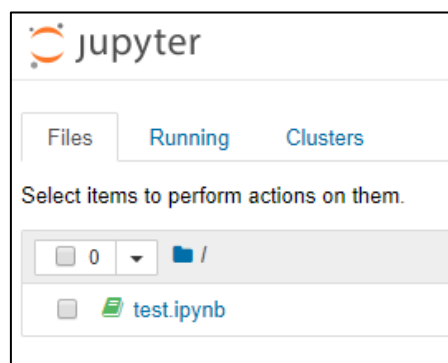 jupyter
Files Running Clusters
Select items to perform actions on them.
0 /
test.ipynb